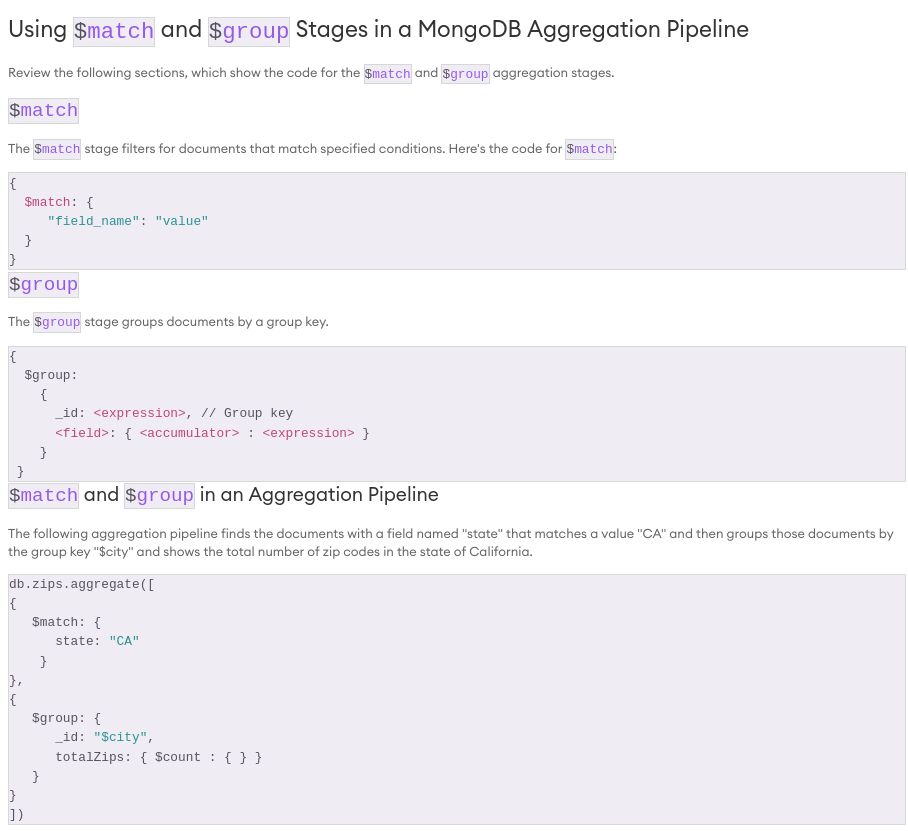 Using $match and $group Stages in a MongoDB Aggregation Pipeline
Review the following sections, which show the code for the $match and $group aggregation stages.
$match
The $match stage filters for documents that match specified conditions. Here's the code for $match:
{
  $match: {
     "field_name": "value"
  }
}
$group
The $group stage groups documents by a group key.
{
  $group:
    {
      _id: <expression>, // Group key
      <field>: { <accumulator> : <expression> }
    }
 }
$match and $group in an Aggregation Pipeline
The following aggregation pipeline finds the documents with a field named "state" that matches a value "CA" and then groups those documents by
the group key "$city" and shows the total number of zip codes in the state of California.
db.zips.aggregate([
{
   $match: {
      state: "CA"
    }
},
{
   $group: {
      _id: "$city",
      totalZips: { $count : { } }
   }
}
])